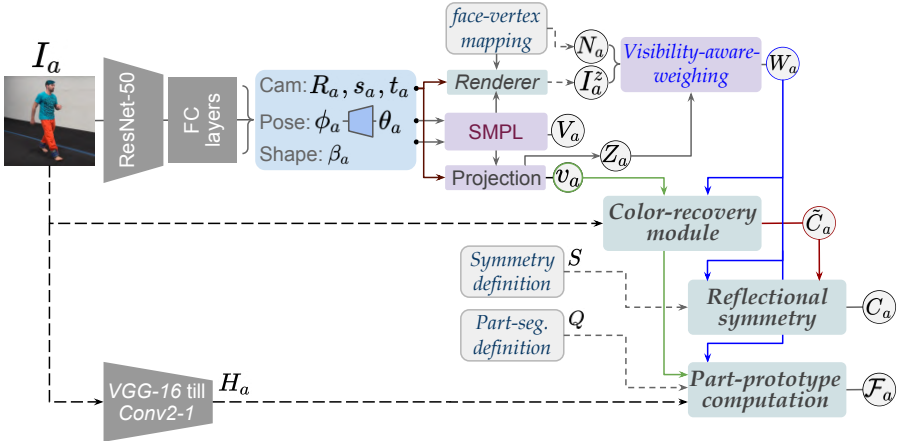 I_a
ResNet-50
FC
layers
Cam: R_a, s_a, t_a
Pose: ϕ_a θ_a
Shape: β_a
face-vertex
mapping
Renderer
SMPL
Projection
N_a
I_a^z
V_a
Z_a
v_a
Visibility-aware-
weighing
W_a
Color-recovery
module
C̃_a
Symmetry
definition
S
Reflectional
symmetry
C_a
Part-seg.
definition
Q
VGG-16 till
Conv2-1
H_a
Part-prototype
computation
ℱ_a